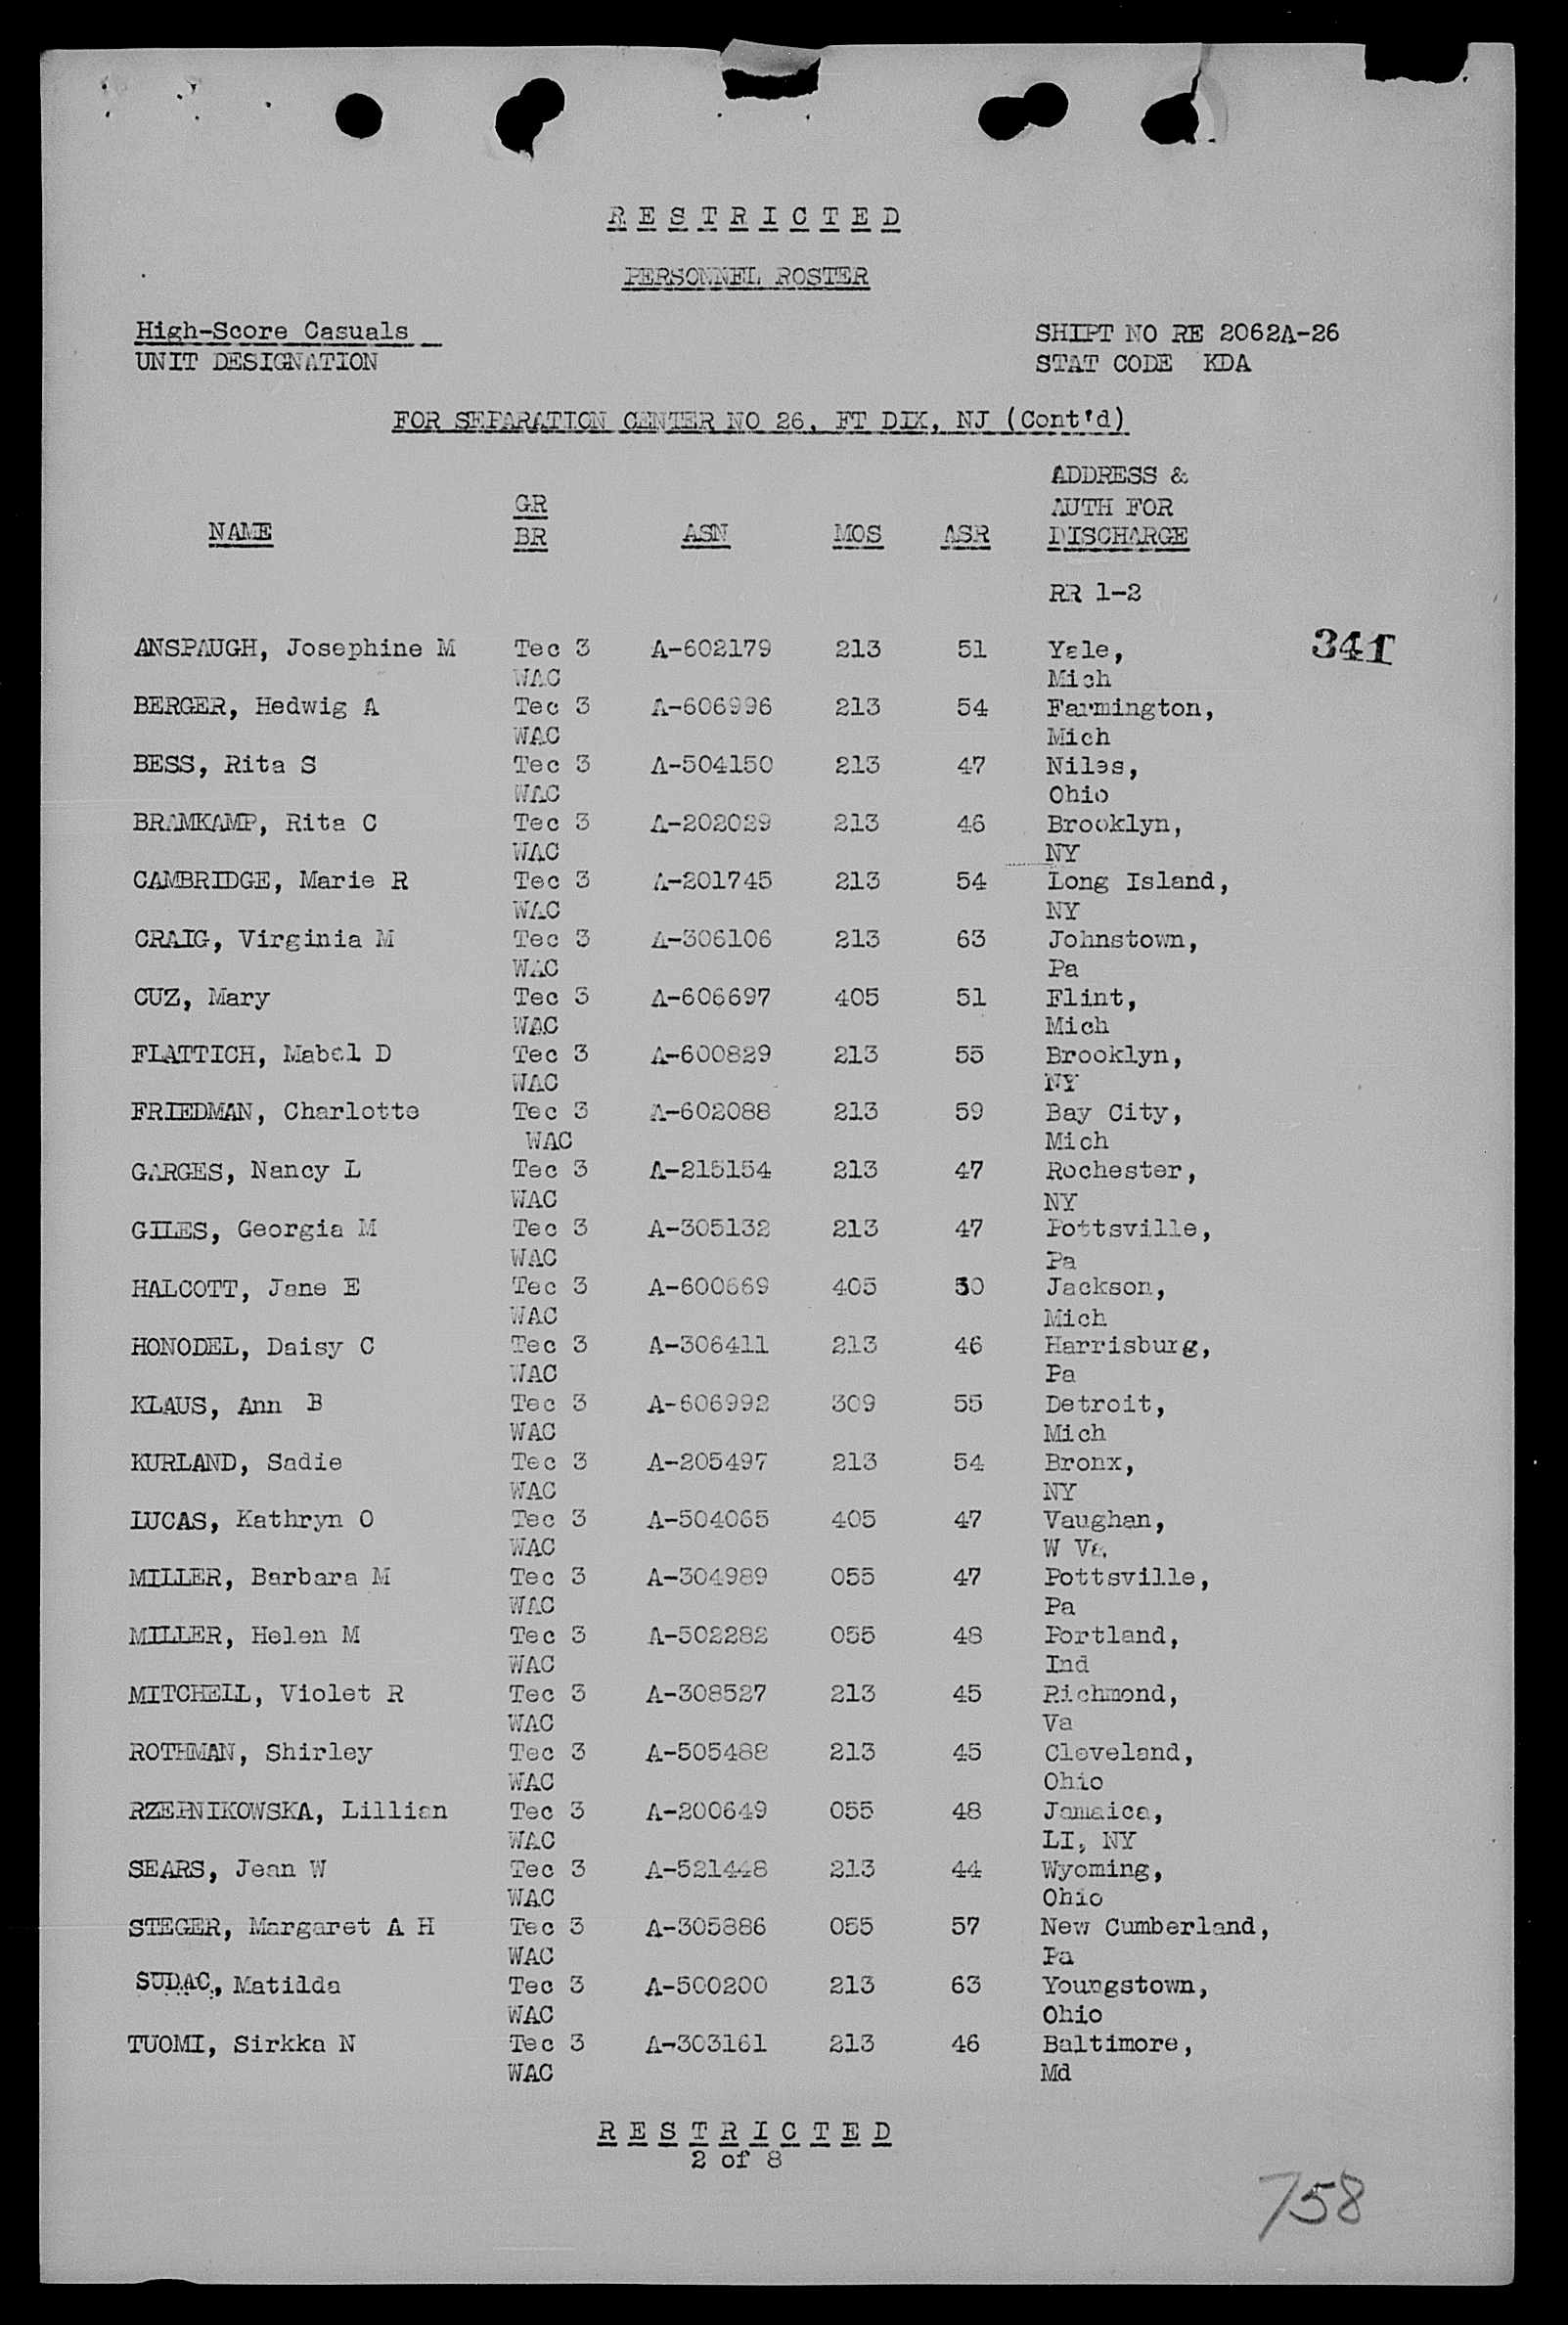 R E S T R I C T E D
PERSONNEL ROSTER
High-Score Casuals SHIPT NO RE 2062A-26
UNIT DESIGNATION STAT CODE KDA
FOR SEPARATION CENTER NO 26, FT DIX, NJ (Cont'd)
ADDRESS &
GR AUTH FOR
NAME BR ASN MOS ASR DISCHARGE
RR 1-2
341
ANSPAUGH, Josephine M Tec 3 A-602179 213 51 Yale,
WAC Mich
BERGER, Hedwig A Tec 3 A-606996 213 54 Farmington,
WAC Mich
BESS, Rita S Tec 3 A-504150 213 47 Niles,
WAC Ohio
BRAMKAMP, Rita C Tec 3 A-202029 213 46 Brooklyn,
WAC NY
CAMBRIDGE, Marie R Tec 3 A-201745 213 54 Long Island,
WAC NY
CRAIG, Virginia M Tec 3 A-306106 213 63 Johnstown,
WAC Pa
CUZ, Mary Tec 3 A-606697 405 51 Flint,
WAC Mich
FLATTICH, Mabel D Tec 3 A-600829 213 55 Brooklyn,
WAC NY
FRIEDMAN, Charlotte Tec 3 A-602088 213 59 Bay City,
WAC Mich
GARGES, Nancy L Tec 3 A-215154 213 47 Rochester,
WAC NY
GILES, Georgia M Tec 3 A-305132 213 47 Pottsville,
WAC Pa
HALCOTT, Jane E Tec 3 A-600669 405 50 Jackson,
WAC Mich
HONODEL, Daisy C Tec 3 A-306411 213 46 Harrisburg,
WAC Pa
KLAUS, Ann B Tec 3 A-606992 309 55 Detroit,
WAC Mich
KURLAND, Sadie Tec 3 A-205497 213 54 Bronx,
WAC NY
LUCAS, Kathryn O Tec 3 A-504065 405 47 Vaughan,
WAC W Va.
MILLER, Barbara M Tec 3 A-304989 055 47 Pottsville,
WAC Pa
MILLER, Helen M Tec 3 A-502282 055 48 Portland,
WAC Ind
MITCHELL, Violet R Tec 3 A-308527 213 45 Richmond,
WAC Va
ROTHMAN, Shirley Tec 3 A-505488 213 45 Cleveland,
WAC Ohio
RZEPNIKOWSKA, Lillian Tec 3 A-200649 055 48 Jamaica,
WAC LI, NY
SEARS, Jean W Tec 3 A-521448 213 44 Wyoming,
WAC Ohio
STEGER, Margaret A H Tec 3 A-305886 055 57 New Cumberland,
WAC Pa
SUDAC, Matilda Tec 3 A-500200 213 63 Youngstown,
WAC Ohio
TUOMI, Sirkka N Tec 3 A-303161 213 46 Baltimore,
WAC Md
R E S T R I C T E D
2 of 8
758